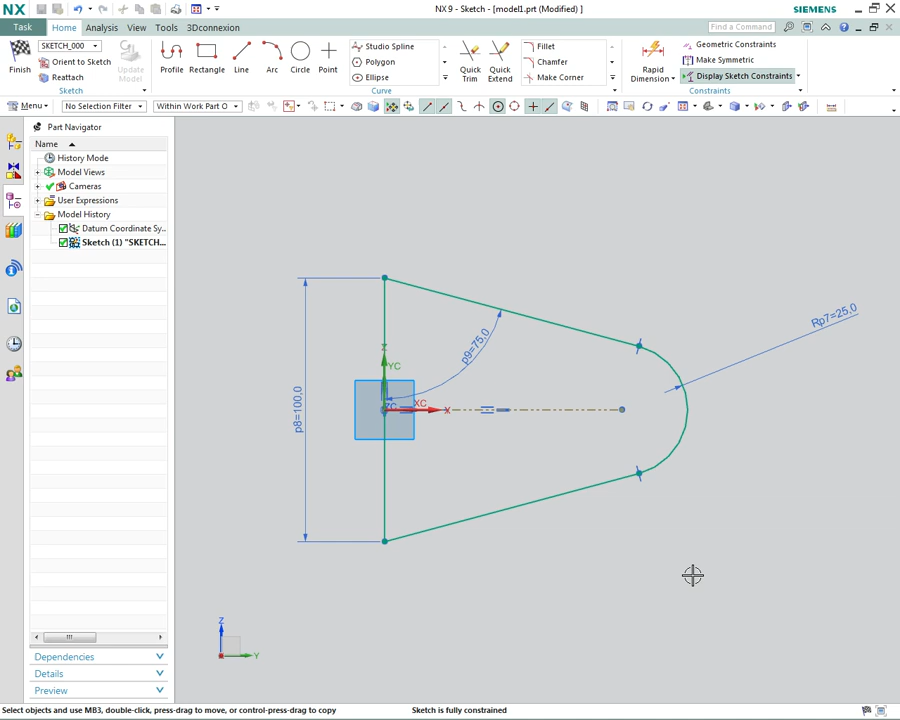 NX
NX 9 - Sketch - [model1.prt (Modified) ]
SIEMENS
Task
Home
Analysis
View
Tools
3Dconnexion
Find a Command
SKETCH_000
Finish
Orient to Sketch
Reattach
Update
Model
Sketch
Profile
Rectangle
Line
Arc
Circle
Point
Studio Spline
Polygon
Ellipse
Curve
Quick
Trim
Quick
Extend
Fillet
Chamfer
Make Corner
Rapid
Dimension
Geometric Constraints
Make Symmetric
Display Sketch Constraints
Constraints
Menu
No Selection Filter
Within Work Part O
Part Navigator
Name
History Mode
Model Views
Cameras
User Expressions
Model History
Datum Coordinate Sy...
Sketch (1) "SKETCH...
Dependencies
Details
Preview
p8=100,0
p9=75,0
Rp7=25,0
Z
YC
ZC
XC
X
Z
Y
Select objects and use MB3, double-click, press-drag to move, or control-press-drag to copy
Sketch is fully constrained